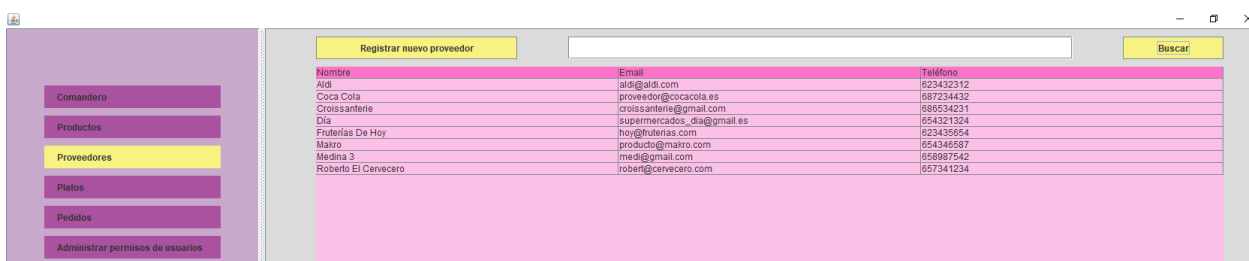 Registrar nuevo proveedor Buscar
Nombre Email Teléfono
Aldi aldi@aldi.com 623432312
Coca Cola proveedor@cocacola.es 687234432
Croissanterie croissanterie@gmail.com 686534231
Día supermercados_dia@gmail.es 654321324
Fruterías De Hoy hoy@fruterias.com 623435654
Makro producto@makro.com 654346587
Medina 3 medi@gmail.com 658987542
Roberto El Cervecero robert@cervecero.com 657341234
Comandero
Productos
Proveedores
Platos
Pedidos
Administrar permisos de usuarios